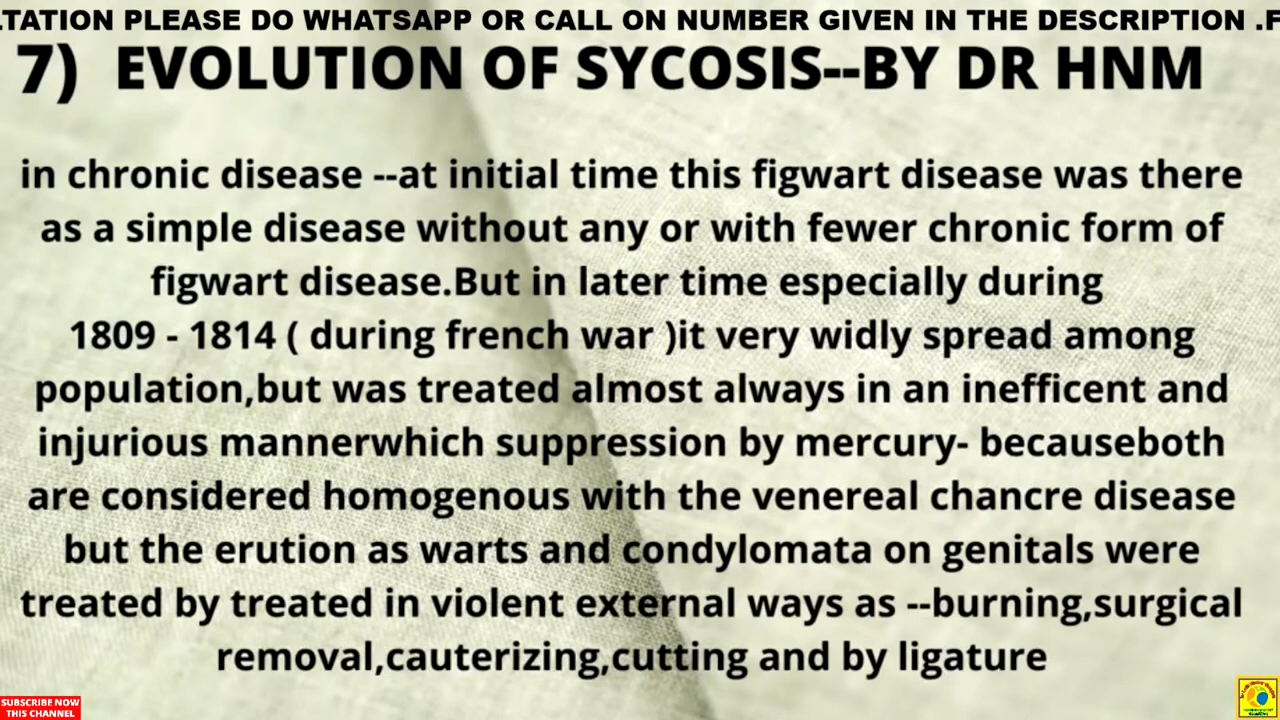 LTATION PLEASE DO WHATSAPP OR CALL ON NUMBER GIVEN IN THE DESCRIPTION .F
7) EVOLUTION OF SYCOSIS--BY DR HNM
in chronic disease --at initial time this figwart disease was there
as a simple disease without any or with fewer chronic form of
figwart disease.But in later time especially during
1809 - 1814 ( during french war )it very widly spread among
population,but was treated almost always in an inefficent and
injurious mannerwhich suppression by mercury- becauseboth
are considered homogenous with the venereal chancre disease
but the erution as warts and condylomata on genitals were
treated by treated in violent external ways as --burning,surgical
removal,cauterizing,cutting and by ligature
SUBSCRIBE NOW
THIS CHANNEL